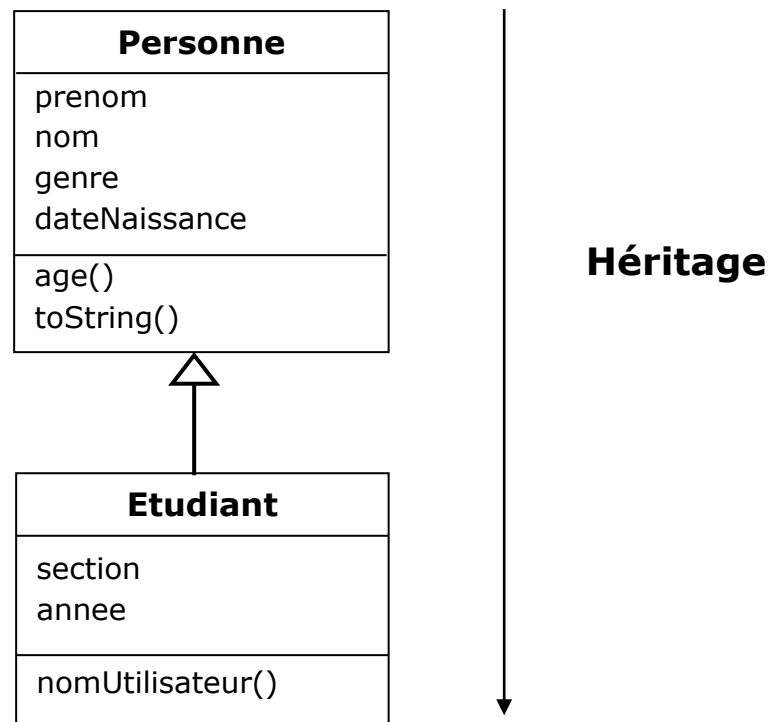 Personne
prenom
nom
genre
dateNaissance
age()
toString()
Héritage
Etudiant
section
annee
nomUtilisateur()